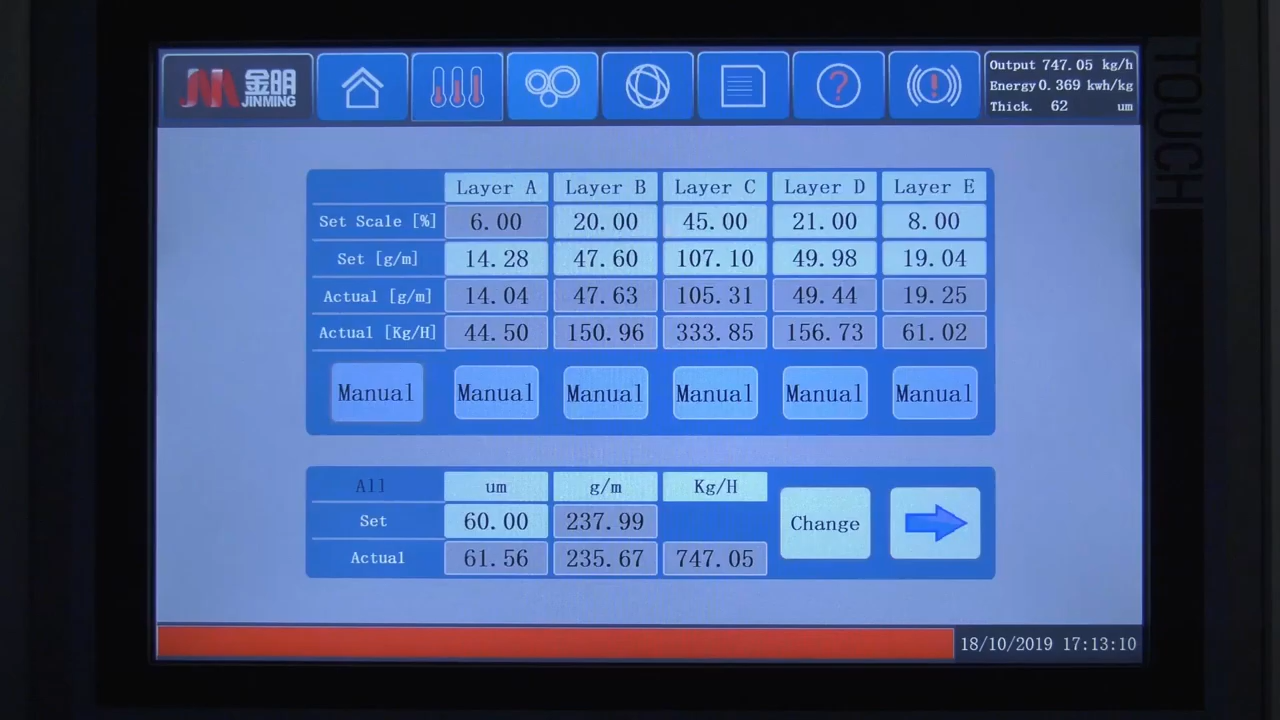 JM 金明 JINMING
?
!
Output 747.05 kg/h
Energy 0.369 kwh/kg
Thick. 62 um
TOUCH
Layer A Layer B Layer C Layer D Layer E
Set Scale [%] 6.00 20.00 45.00 21.00 8.00
Set [g/m] 14.28 47.60 107.10 49.98 19.04
Actual [g/m] 14.04 47.63 105.31 49.44 19.25
Actual [Kg/H] 44.50 150.96 333.85 156.73 61.02
Manual Manual Manual Manual Manual Manual
All um g/m Kg/H
Set 60.00 237.99
Change
Actual 61.56 235.67 747.05
18/10/2019 17:13:10